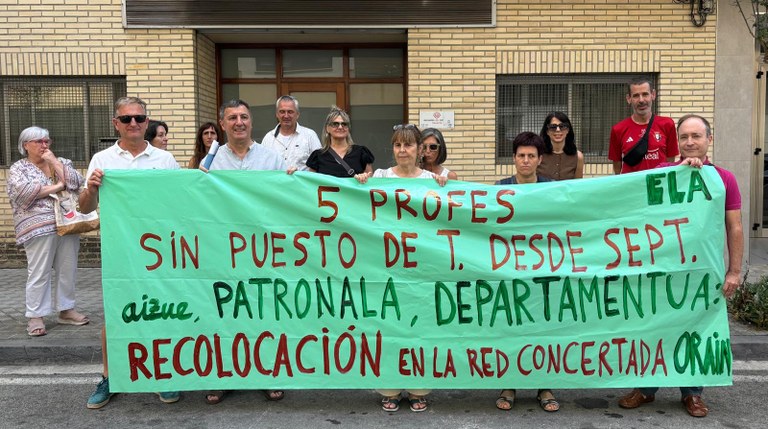 ELA
5 PROFES
SIN PUESTO DE T. DESDE SEPT.
aizue, PATRONALA, DEPARTAMENTUA:
RECOLOCACIÓN EN LA RED CONCERTADA ORAIN